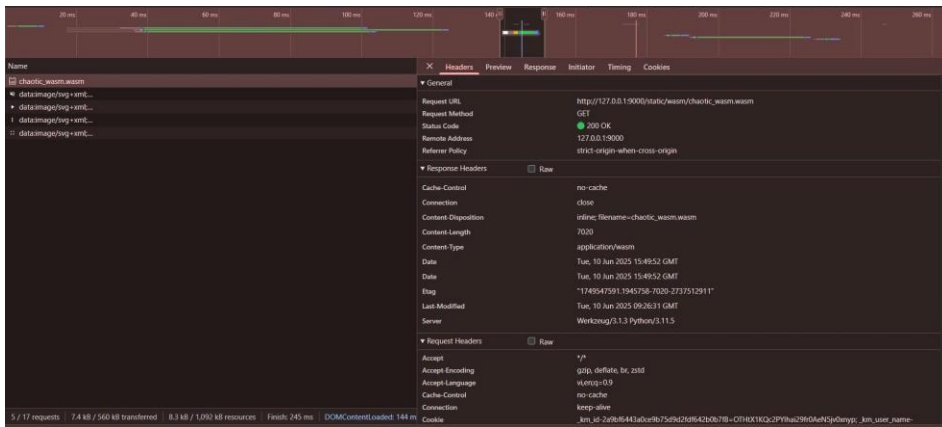 20 ms
40 ms
60 ms
80 ms
100 ms
120 ms
140
160 ms
180 ms
200 ms
220 ms
240 ms
260 ms
Name
chaotic_wasm.wasm
data:image/svg+xml;...
data:image/svg+xml;...
data:image/svg+xml;...
data:image/svg+xml;...
5 / 17 requests 7.4 kB / 560 kB transferred 8.3 kB / 1,092 kB resources Finish: 245 ms DOMContentLoaded: 144 m
Headers Preview Response Initiator Timing Cookies
General
Request URL http://127.0.0.1:9000/static/wasm/chaotic_wasm.wasm
Request Method GET
Status Code 200 OK
Remote Address 127.0.0.1:9000
Referrer Policy strict-origin-when-cross-origin
Response Headers Raw
Cache-Control no-cache
Connection close
Content-Disposition inline; filename=chaotic_wasm.wasm
Content-Length 7020
Content-Type application/wasm
Date Tue, 10 Jun 2025 15:49:52 GMT
Date Tue, 10 Jun 2025 15:49:52 GMT
Etag "1749547591.1945758-7020-2737512911"
Last-Modified Tue, 10 Jun 2025 09:26:31 GMT
Server Werkzeug/3.1.3 Python/3.11.5
Request Headers Raw
Accept */*
Accept-Encoding gzip, deflate, br, zstd
Accept-Language vi,en;q=0.9
Cache-Control no-cache
Connection keep-alive
Cookie